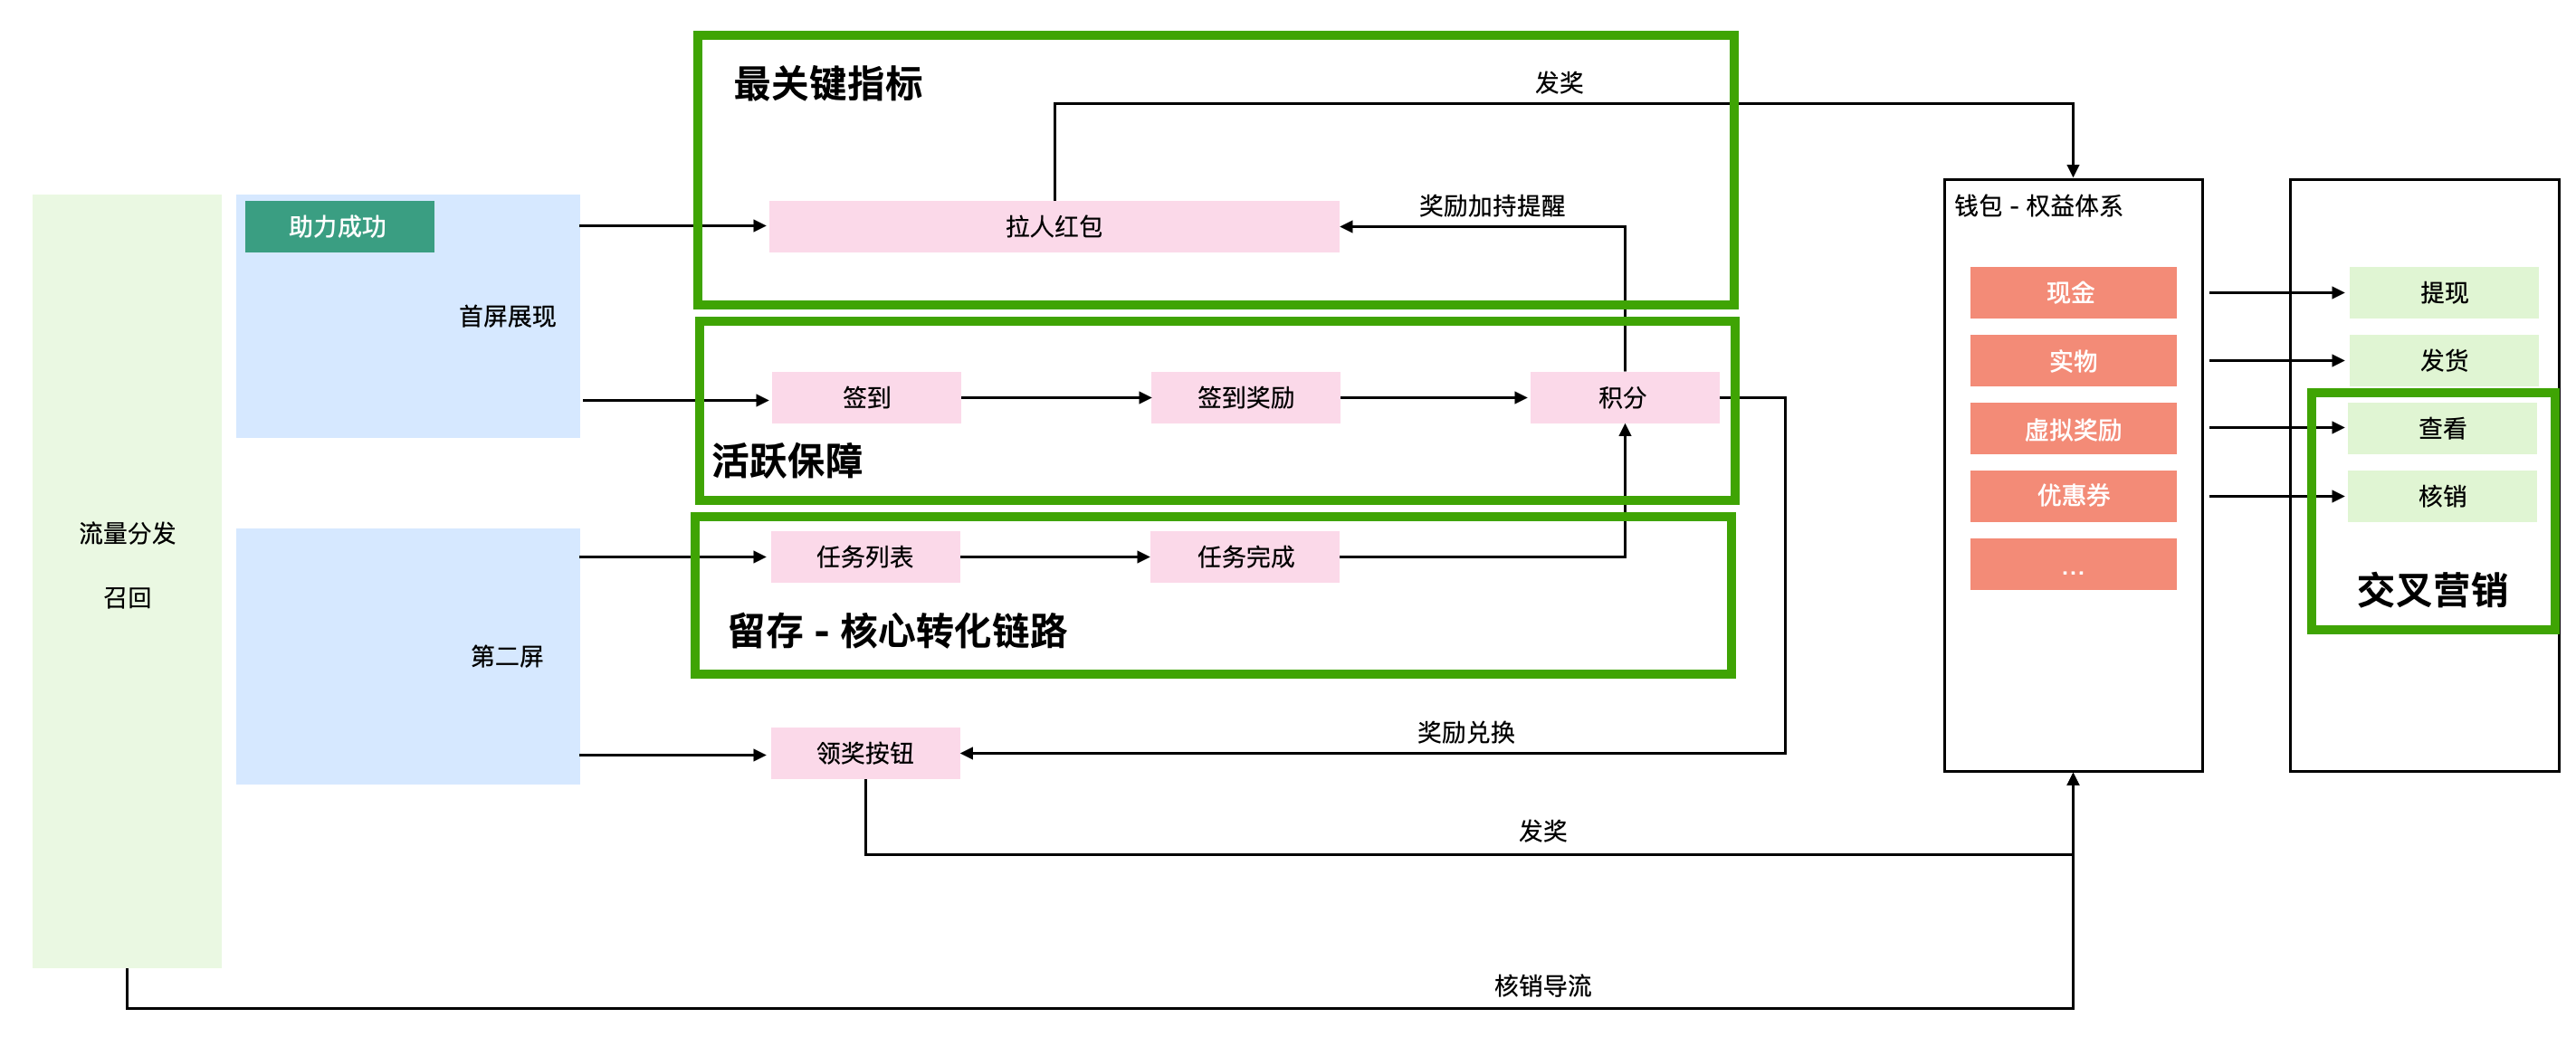 最关键指标
发奖
助力成功
拉人红包
奖励加持提醒
钱包 - 权益体系
首屏展现
现金
提现
实物
发货
签到
签到奖励
积分
虚拟奖励
查看
活跃保障
优惠券
核销
流量分发
召回
任务列表
任务完成
...
交叉营销
留存 - 核心转化链路
第二屏
领奖按钮
奖励兑换
发奖
核销导流